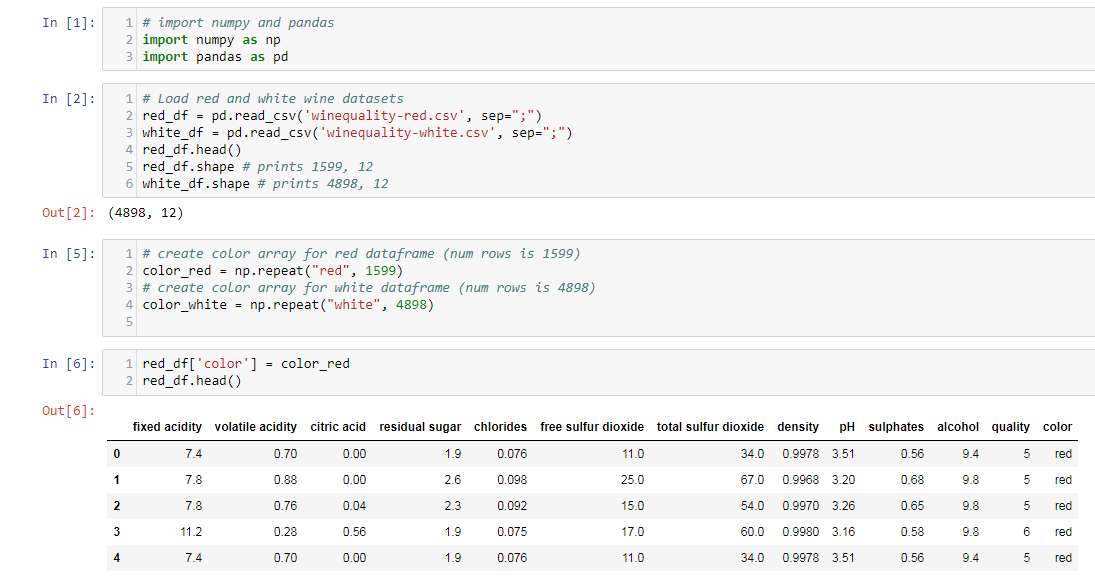 In [1]:
1 # import numpy and pandas
2 import numpy as np
3 import pandas as pd
In [2]:
1 # Load red and white wine datasets
2 red_df = pd.read_csv('winequality-red.csv', sep=";")
3 white_df = pd.read_csv('winequality-white.csv', sep=";")
4 red_df.head()
5 red_df.shape # prints 1599, 12
6 white_df.shape # prints 4898, 12
Out[2]: (4898, 12)
In [5]:
1 # create color array for red dataframe (num rows is 1599)
2 color_red = np.repeat("red", 1599)
3 # create color array for white dataframe (num rows is 4898)
4 color_white = np.repeat("white", 4898)
5
In [6]:
1 red_df['color'] = color_red
2 red_df.head()
Out[6]:
fixed acidity volatile acidity citric acid residual sugar chlorides free sulfur dioxide total sulfur dioxide density pH sulphates alcohol quality color
0 7.4 0.70 0.00 1.9 0.076 11.0 34.0 0.9978 3.51 0.56 9.4 5 red
1 7.8 0.88 0.00 2.6 0.098 25.0 67.0 0.9968 3.20 0.68 9.8 5 red
2 7.8 0.76 0.04 2.3 0.092 15.0 54.0 0.9970 3.26 0.65 9.8 5 red
3 11.2 0.28 0.56 1.9 0.075 17.0 60.0 0.9980 3.16 0.58 9.8 6 red
4 7.4 0.70 0.00 1.9 0.076 11.0 34.0 0.9978 3.51 0.56 9.4 5 red